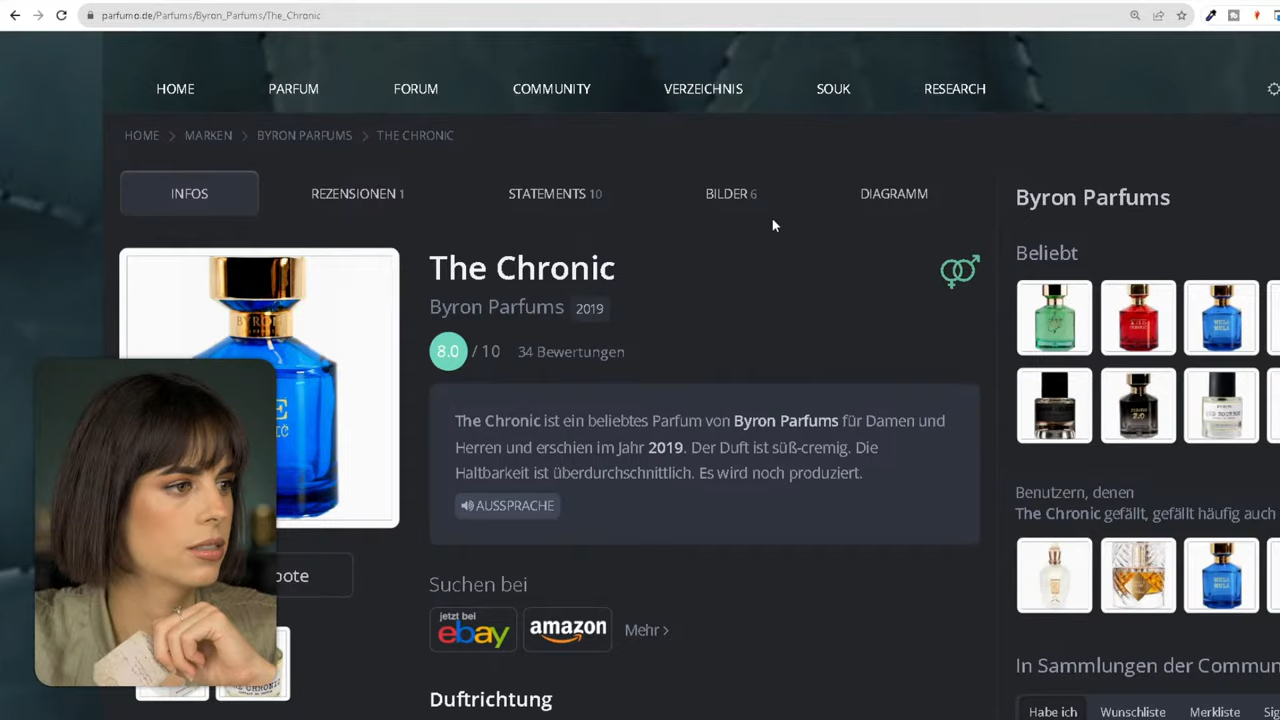 parfumo.de/Parfums/Byron_Parfums/The_Chronic
HOME PARFUM FORUM COMMUNITY VERZEICHNIS SOUK RESEARCH
HOME > MARKEN > BYRON PARFUMS > THE CHRONIC
INFOS REZENSIONEN 1 STATEMENTS 10 BILDER 6 DIAGRAMM
The Chronic
Byron Parfums 2019
8.0 / 10 34 Bewertungen
The Chronic ist ein beliebtes Parfum von Byron Parfums für Damen und
Herren und erschien im Jahr 2019. Der Duft ist süß-cremig. Die
Haltbarkeit ist überdurchschnittlich. Es wird noch produziert.
AUSSPRACHE
Suchen bei
jetzt bei
ebay amazon Mehr >
Duftrichtung
BYRON
Byron Parfums
Beliebt
Benutzern, denen
The Chronic gefällt, gefällt häufig auch
In Sammlungen der Commun
Habe ich Wunschliste Merkliste Sig